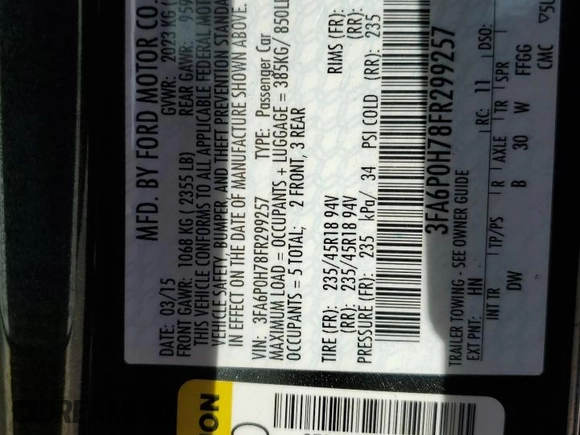 MFD. BY FORD MOTOR CO.
DATE: 03/15 GVWR: 2023 KG
FRONT GAWR: 1068 KG ( 2355 LB) REAR GAWR: 959
THIS VEHICLE CONFORMS TO ALL APPLICABLE FEDERAL MOTOR
VEHICLE SAFETY, BUMPER, AND THEFT PREVENTION STANDARDS
IN EFFECT ON THE DATE OF MANUFACTURE SHOWN ABOVE.
VIN: 3FA6P0H78FR299257 TYPE: Passenger Car
MAXIMUM LOAD = OCCUPANTS + LUGGAGE = 385KG/ 850LB
OCCUPANTS = 5 TOTAL; 2 FRONT, 3 REAR
TIRE (FR): 235/45R18 94V RIMS (FR):
(RR): 235/45R18 94V (RR):
PRESSURE (FR): 235 kPa/ 34 PSI COLD (RR): 235
3FA6P0H78FR299257
TRAILER TOWING - SEE OWNER GUIDE
EXT PNT: HN RC: 11 DSO:
INT TR TP/PS R AXLE TR SPR
DW B 30 W FFGG
CMC